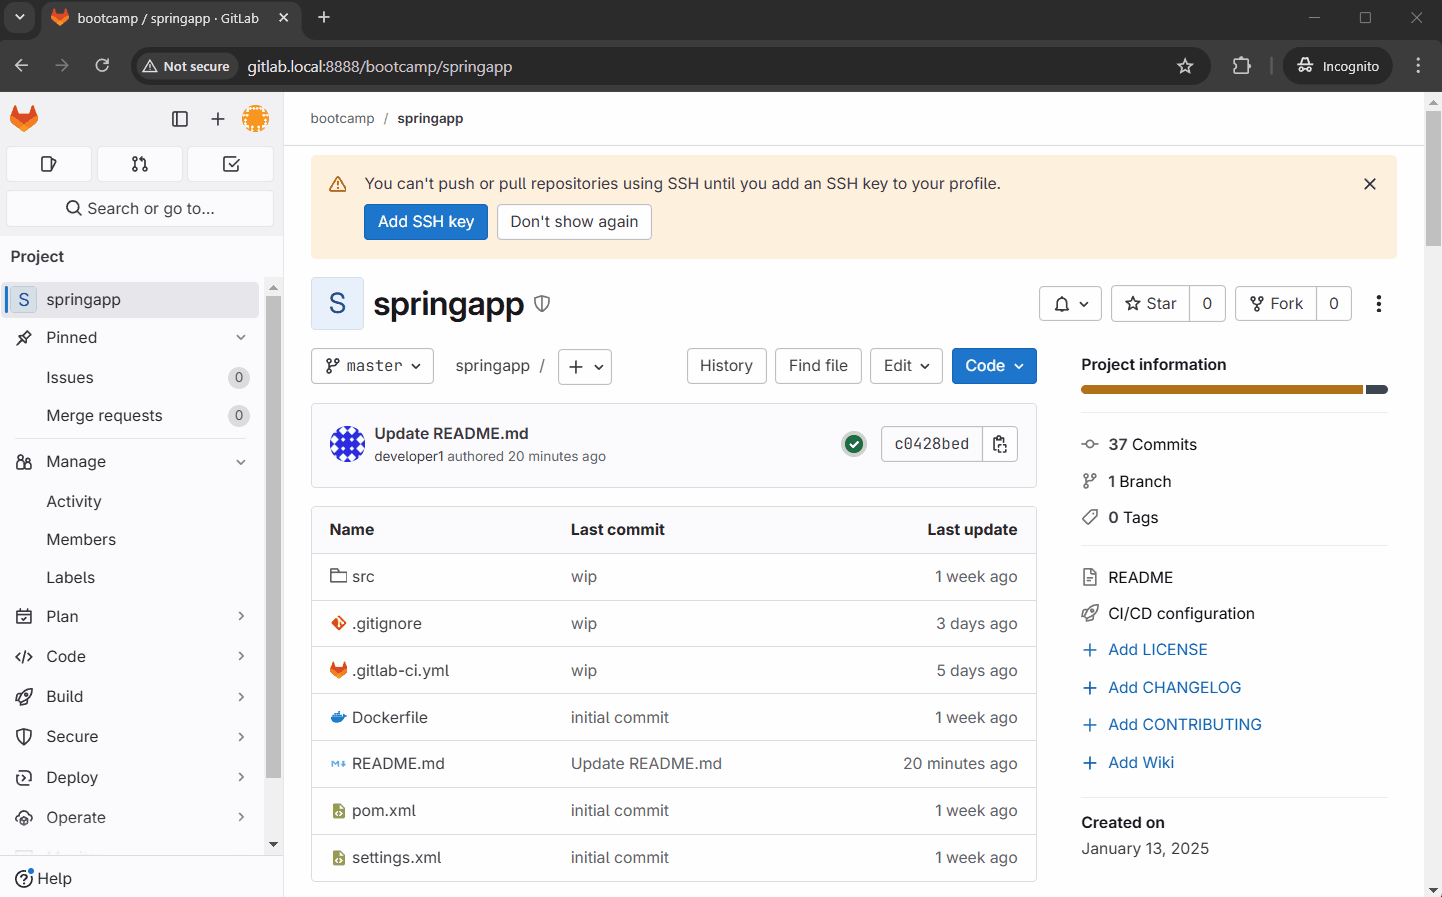 bootcamp / springapp · GitLab
Not secure
gitlab.local:8888/bootcamp/springapp
Incognito
Search or go to...
Project
S springapp
Pinned
Issues 0
Merge requests 0
Manage
Activity
Members
Labels
Plan
Code
Build
Secure
Deploy
Operate
Help
bootcamp / springapp
You can't push or pull repositories using SSH until you add an SSH key to your profile.
Add SSH key
Don't show again
S springapp
Star 0
Fork 0
master
springapp /
History
Find file
Edit
Code
Update README.md
developer1 authored 20 minutes ago
c0428bed
Name Last commit Last update
src wip 1 week ago
.gitignore wip 3 days ago
.gitlab-ci.yml wip 5 days ago
Dockerfile initial commit 1 week ago
README.md Update README.md 20 minutes ago
pom.xml initial commit 1 week ago
settings.xml initial commit 1 week ago
Project information
37 Commits
1 Branch
0 Tags
README
CI/CD configuration
Add LICENSE
Add CHANGELOG
Add CONTRIBUTING
Add Wiki
Created on
January 13, 2025